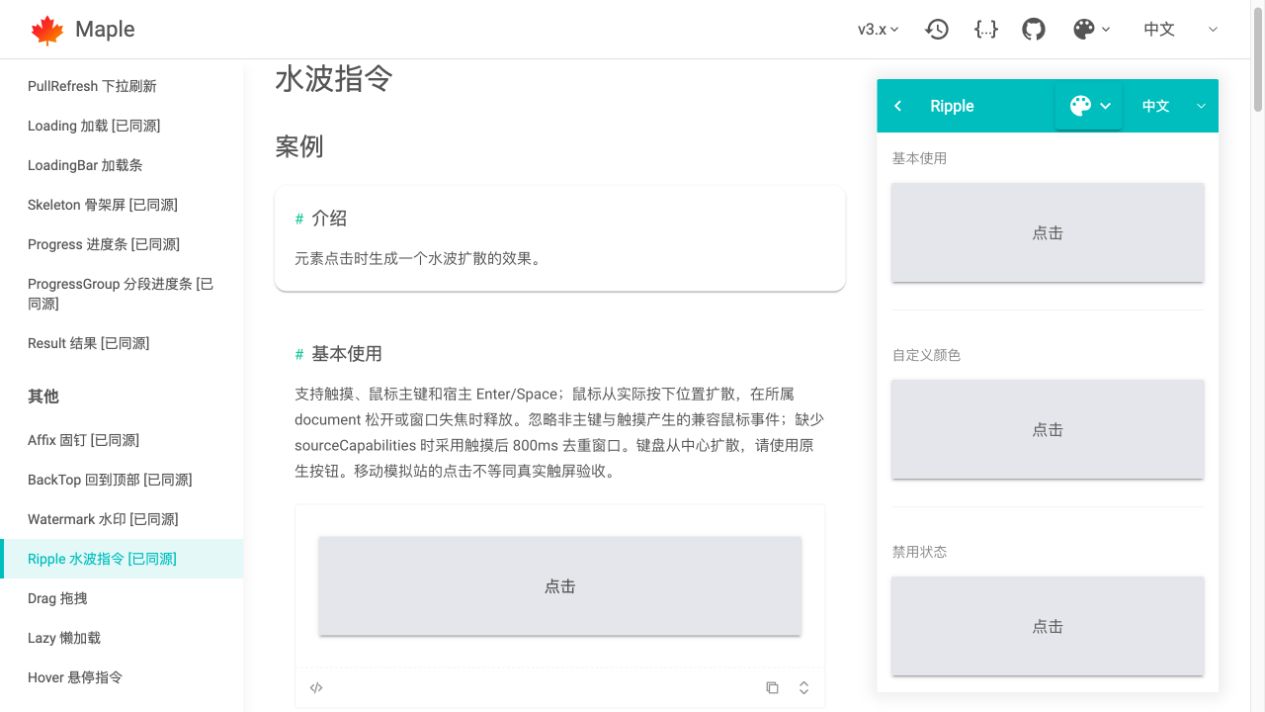 Maple
v3.x
中文
PullRefresh 下拉刷新
Loading 加载 [已同源]
LoadingBar 加载条
Skeleton 骨架屏 [已同源]
Progress 进度条 [已同源]
ProgressGroup 分段进度条 [已
同源]
Result 结果 [已同源]
其他
Affix 固钉 [已同源]
BackTop 回到顶部 [已同源]
Watermark 水印 [已同源]
Ripple 水波指令 [已同源]
Drag 拖拽
Lazy 懒加载
Hover 悬停指令
水波指令
案例
# 介绍
元素点击时生成一个水波扩散的效果。
# 基本使用
支持触摸、鼠标主键和宿主 Enter/Space；鼠标从实际按下位置扩散，在所属
document 松开或窗口失焦时释放。忽略非主键与触摸产生的兼容鼠标事件；缺少
sourceCapabilities 时采用触摸后 800ms 去重窗口。键盘从中心扩散，请使用原
生按钮。移动模拟站的点击不等同真实触屏验收。
点击
Ripple
中文
基本使用
点击
自定义颜色
点击
禁用状态
点击